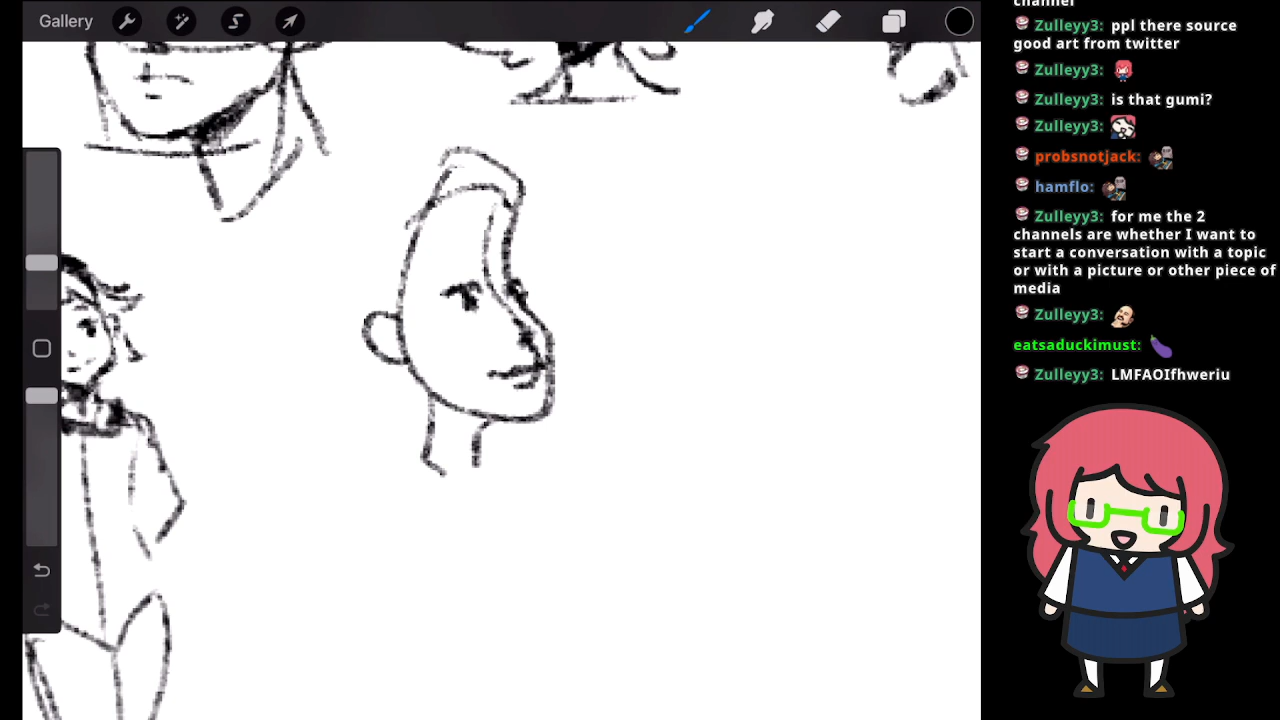 Gallery
channel
Zulleyy3: ppl there source
good art from twitter
Zulleyy3:
Zulleyy3: is that gumi?
Zulleyy3:
probsnotjack:
hamflo:
Zulleyy3: for me the 2
channels are whether I want to
start a conversation with a topic
or with a picture or other piece of
media
Zulleyy3:
eatsaduckimust:
Zulleyy3: LMFAOIfhweriu